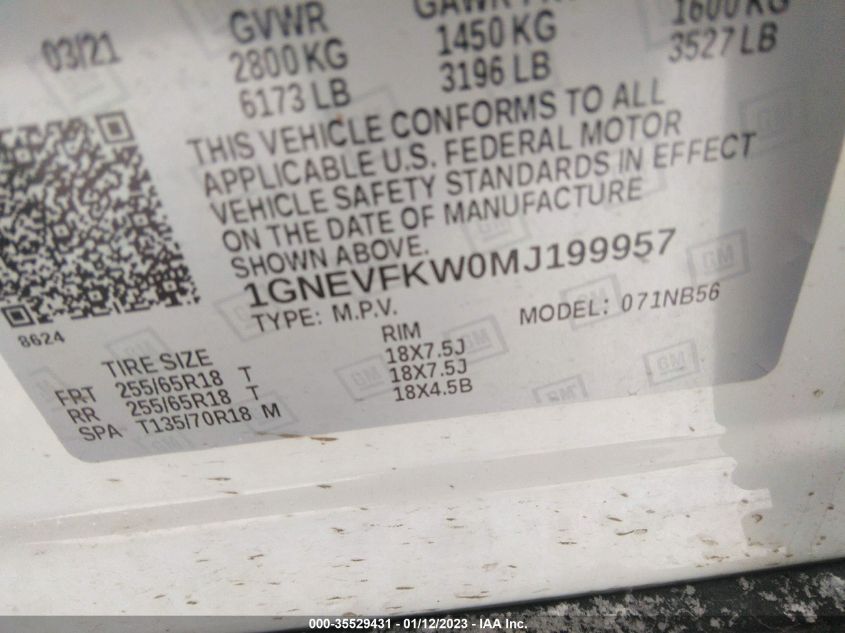 03/21 GVWR GAWR
2800 KG 1450 KG 1600 KG
6173 LB 3196 LB 3527 LB
THIS VEHICLE CONFORMS TO ALL
APPLICABLE U.S. FEDERAL MOTOR
VEHICLE SAFETY STANDARDS IN EFFECT
ON THE DATE OF MANUFACTURE
SHOWN ABOVE.
1GNEVFKW0MJ199957
TYPE: M.P.V. MODEL: 071NB56
8624
TIRE SIZE RIM
FRT 255/65R18 T 18X7.5J
RR 255/65R18 T 18X7.5J
SPA T135/70R18 M 18X4.5B
GM
000-35529431 - 01/12/2023 - IAA Inc.